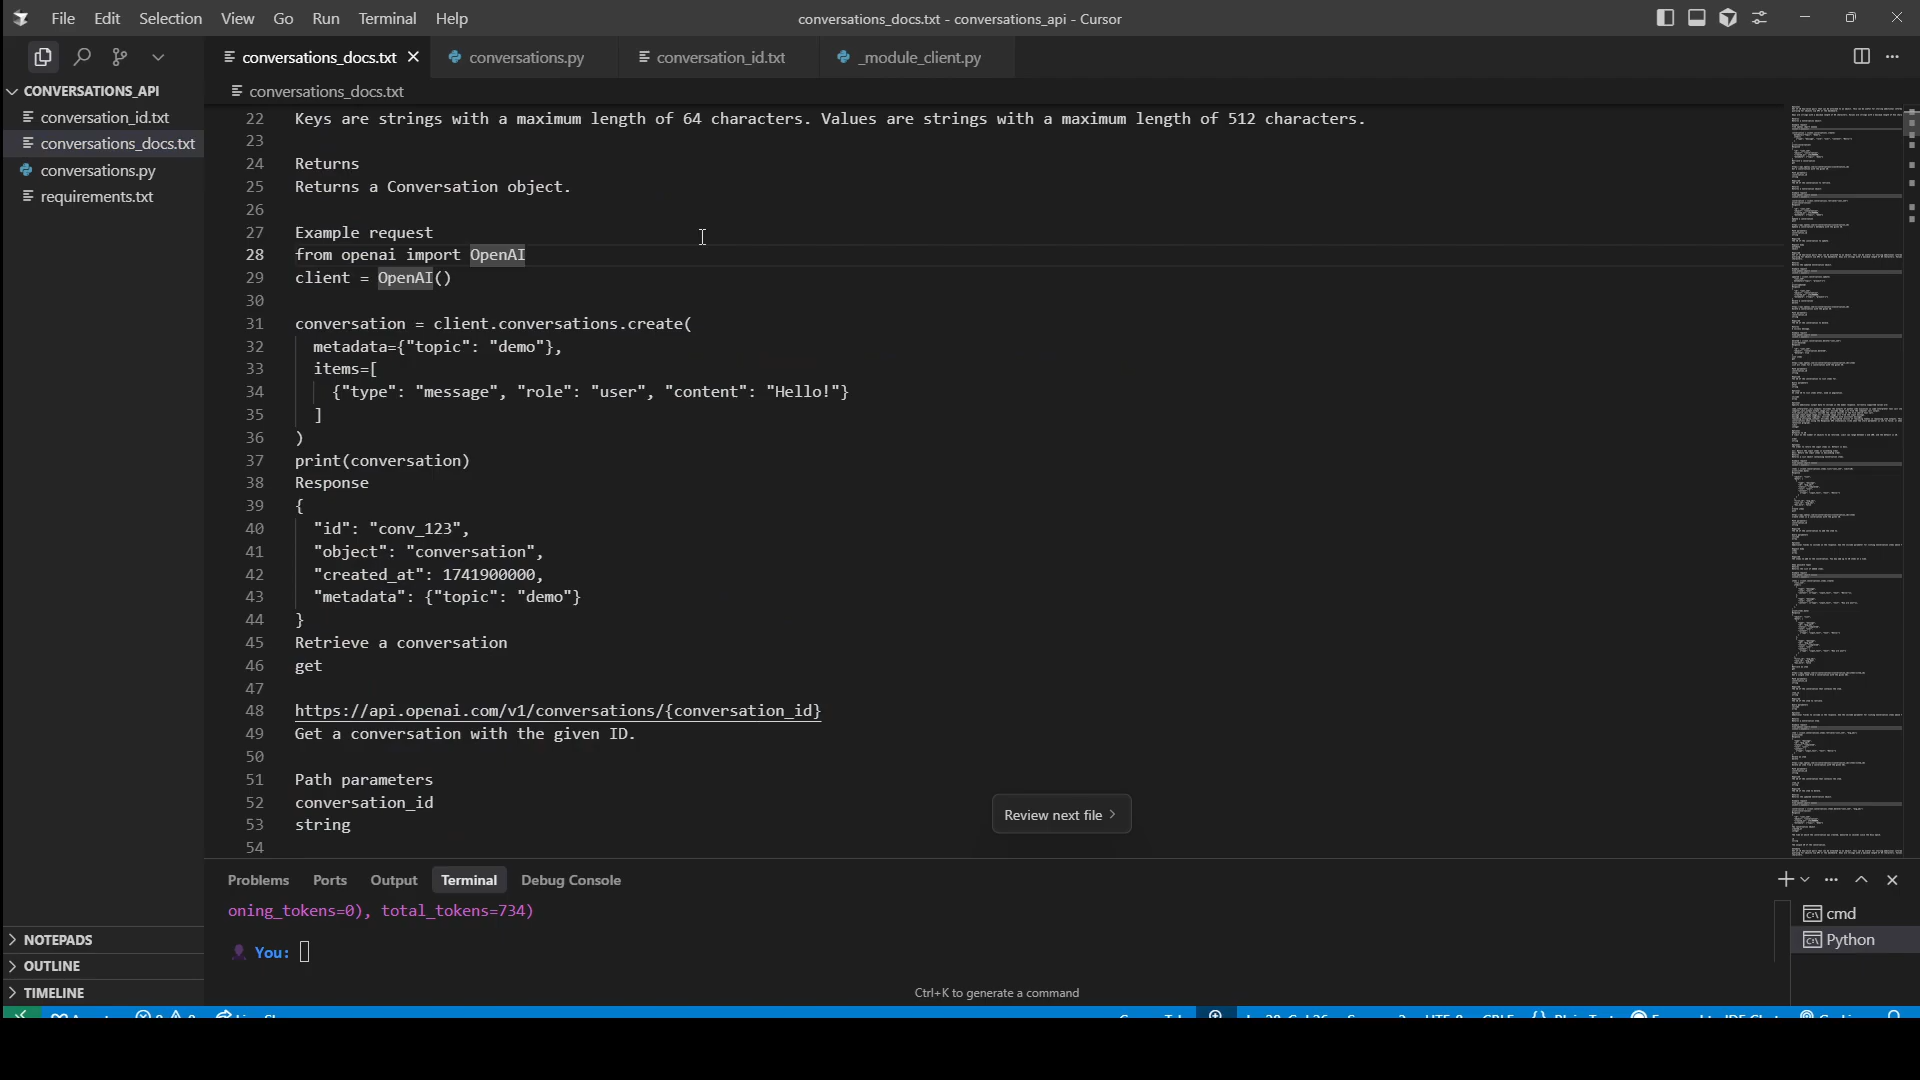 File Edit Selection View Go Run Terminal Help
conversations_docs.txt - conversations_api - Cursor
conversations_docs.txt
conversations.py
conversation_id.txt
_module_client.py
CONVERSATIONS_API
conversation_id.txt
conversations_docs.txt
conversations.py
requirements.txt
NOTEPADS
OUTLINE
TIMELINE
conversations_docs.txt
22 Keys are strings with a maximum length of 64 characters. Values are strings with a maximum length of 512 characters.
23
24 Returns
25 Returns a Conversation object.
26
27 Example request
28 from openai import OpenAI
29 client = OpenAI()
30
31 conversation = client.conversations.create(
32 metadata={"topic": "demo"},
33 items=[
34 {"type": "message", "role": "user", "content": "Hello!"}
35 ]
36 )
37 print(conversation)
38 Response
39 {
40 "id": "conv_123",
41 "object": "conversation",
42 "created_at": 1741900000,
43 "metadata": {"topic": "demo"}
44 }
45 Retrieve a conversation
46 get
47
48 https://api.openai.com/v1/conversations/{conversation_id}
49 Get a conversation with the given ID.
50
51 Path parameters
52 conversation_id
53 string
54
Review next file
Problems Ports Output Terminal Debug Console
oning_tokens=0), total_tokens=734)
You:
Ctrl+K to generate a command
cmd
Python